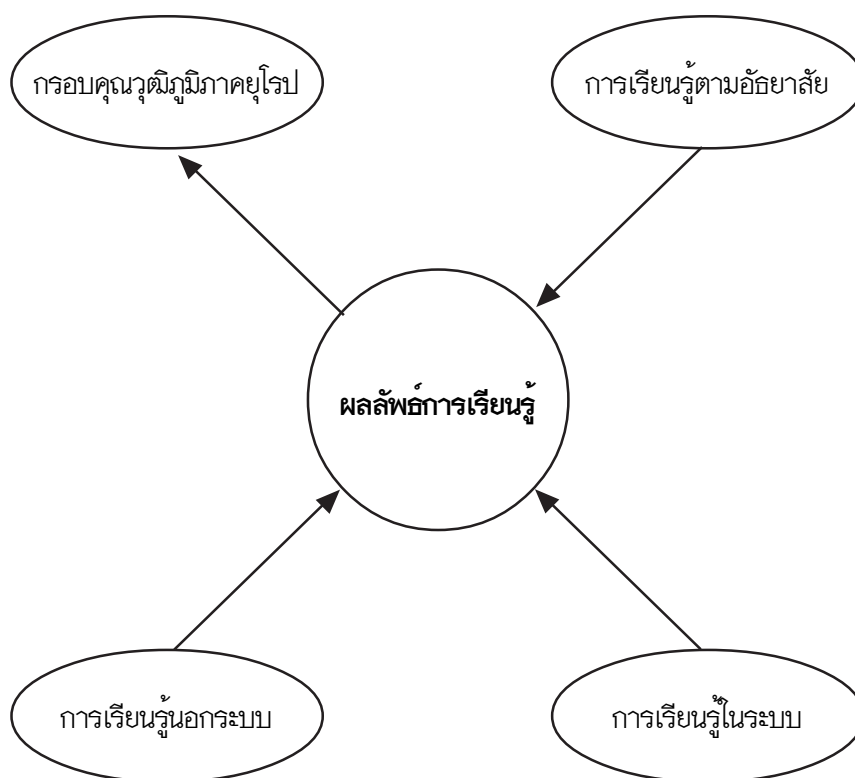 กรอบคุณวุฒิภูมิภาคยุโรป
การเรียนรู้ตามอัธยาศัย
ผลลัพธ์การเรียนรู้
การเรียนรู้นอกระบบ
การเรียนรู้ในระบบ